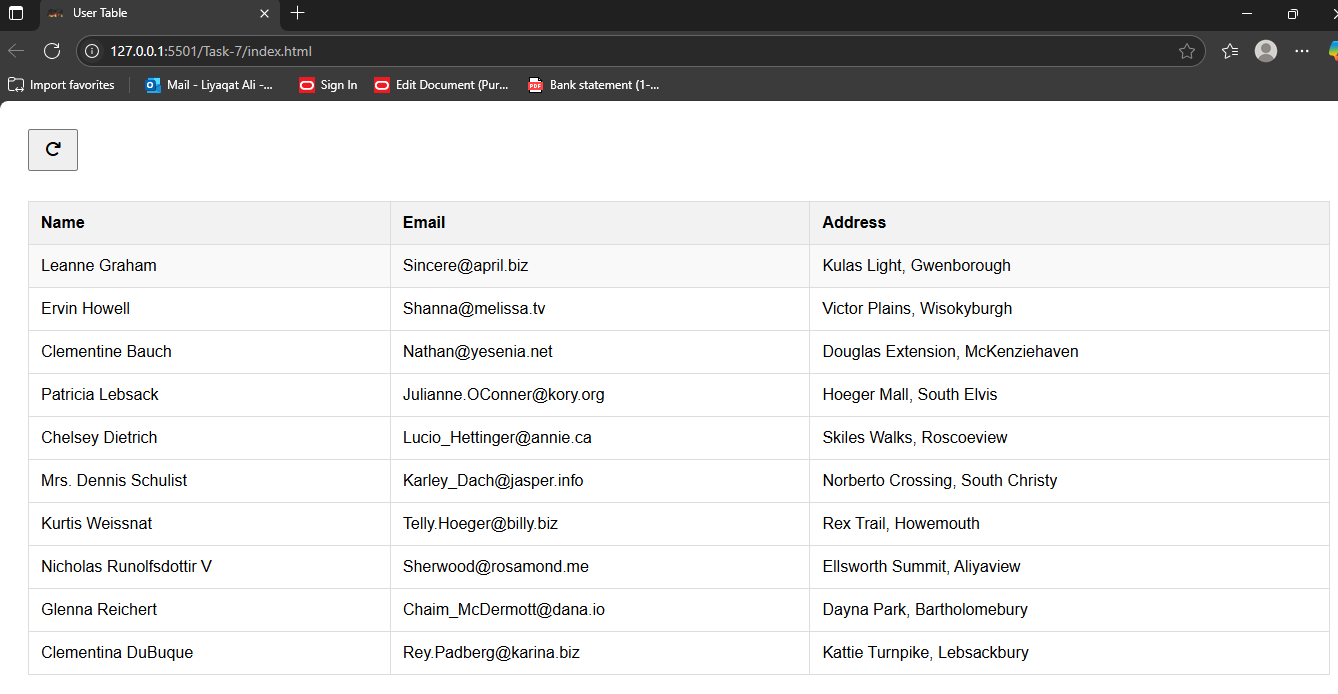 User Table
127.0.0.1:5501/Task-7/index.html
Import favorites Mail - Liyaqat Ali -... Sign In Edit Document (Pur... Bank statement (1-...
Name Email Address
Leanne Graham Sincere@april.biz Kulas Light, Gwenborough
Ervin Howell Shanna@melissa.tv Victor Plains, Wisokyburgh
Clementine Bauch Nathan@yesenia.net Douglas Extension, McKenziehaven
Patricia Lebsack Julianne.OConner@kory.org Hoeger Mall, South Elvis
Chelsey Dietrich Lucio_Hettinger@annie.ca Skiles Walks, Roscoeview
Mrs. Dennis Schulist Karley_Dach@jasper.info Norberto Crossing, South Christy
Kurtis Weissnat Telly.Hoeger@billy.biz Rex Trail, Howemouth
Nicholas Runolfsdottir V Sherwood@rosamond.me Ellsworth Summit, Aliyaview
Glenna Reichert Chaim_McDermott@dana.io Dayna Park, Bartholomebury
Clementina DuBuque Rey.Padberg@karina.biz Kattie Turnpike, Lebsackbury